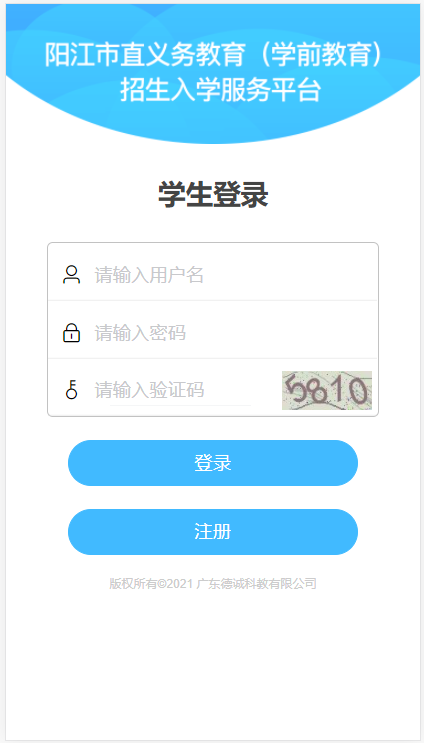 阳江市直义务教育（学前教育）
招生入学服务平台
学生登录
请输入用户名
请输入密码
请输入验证码
5810
登录
注册
版权所有©2021 广东德诚科教有限公司